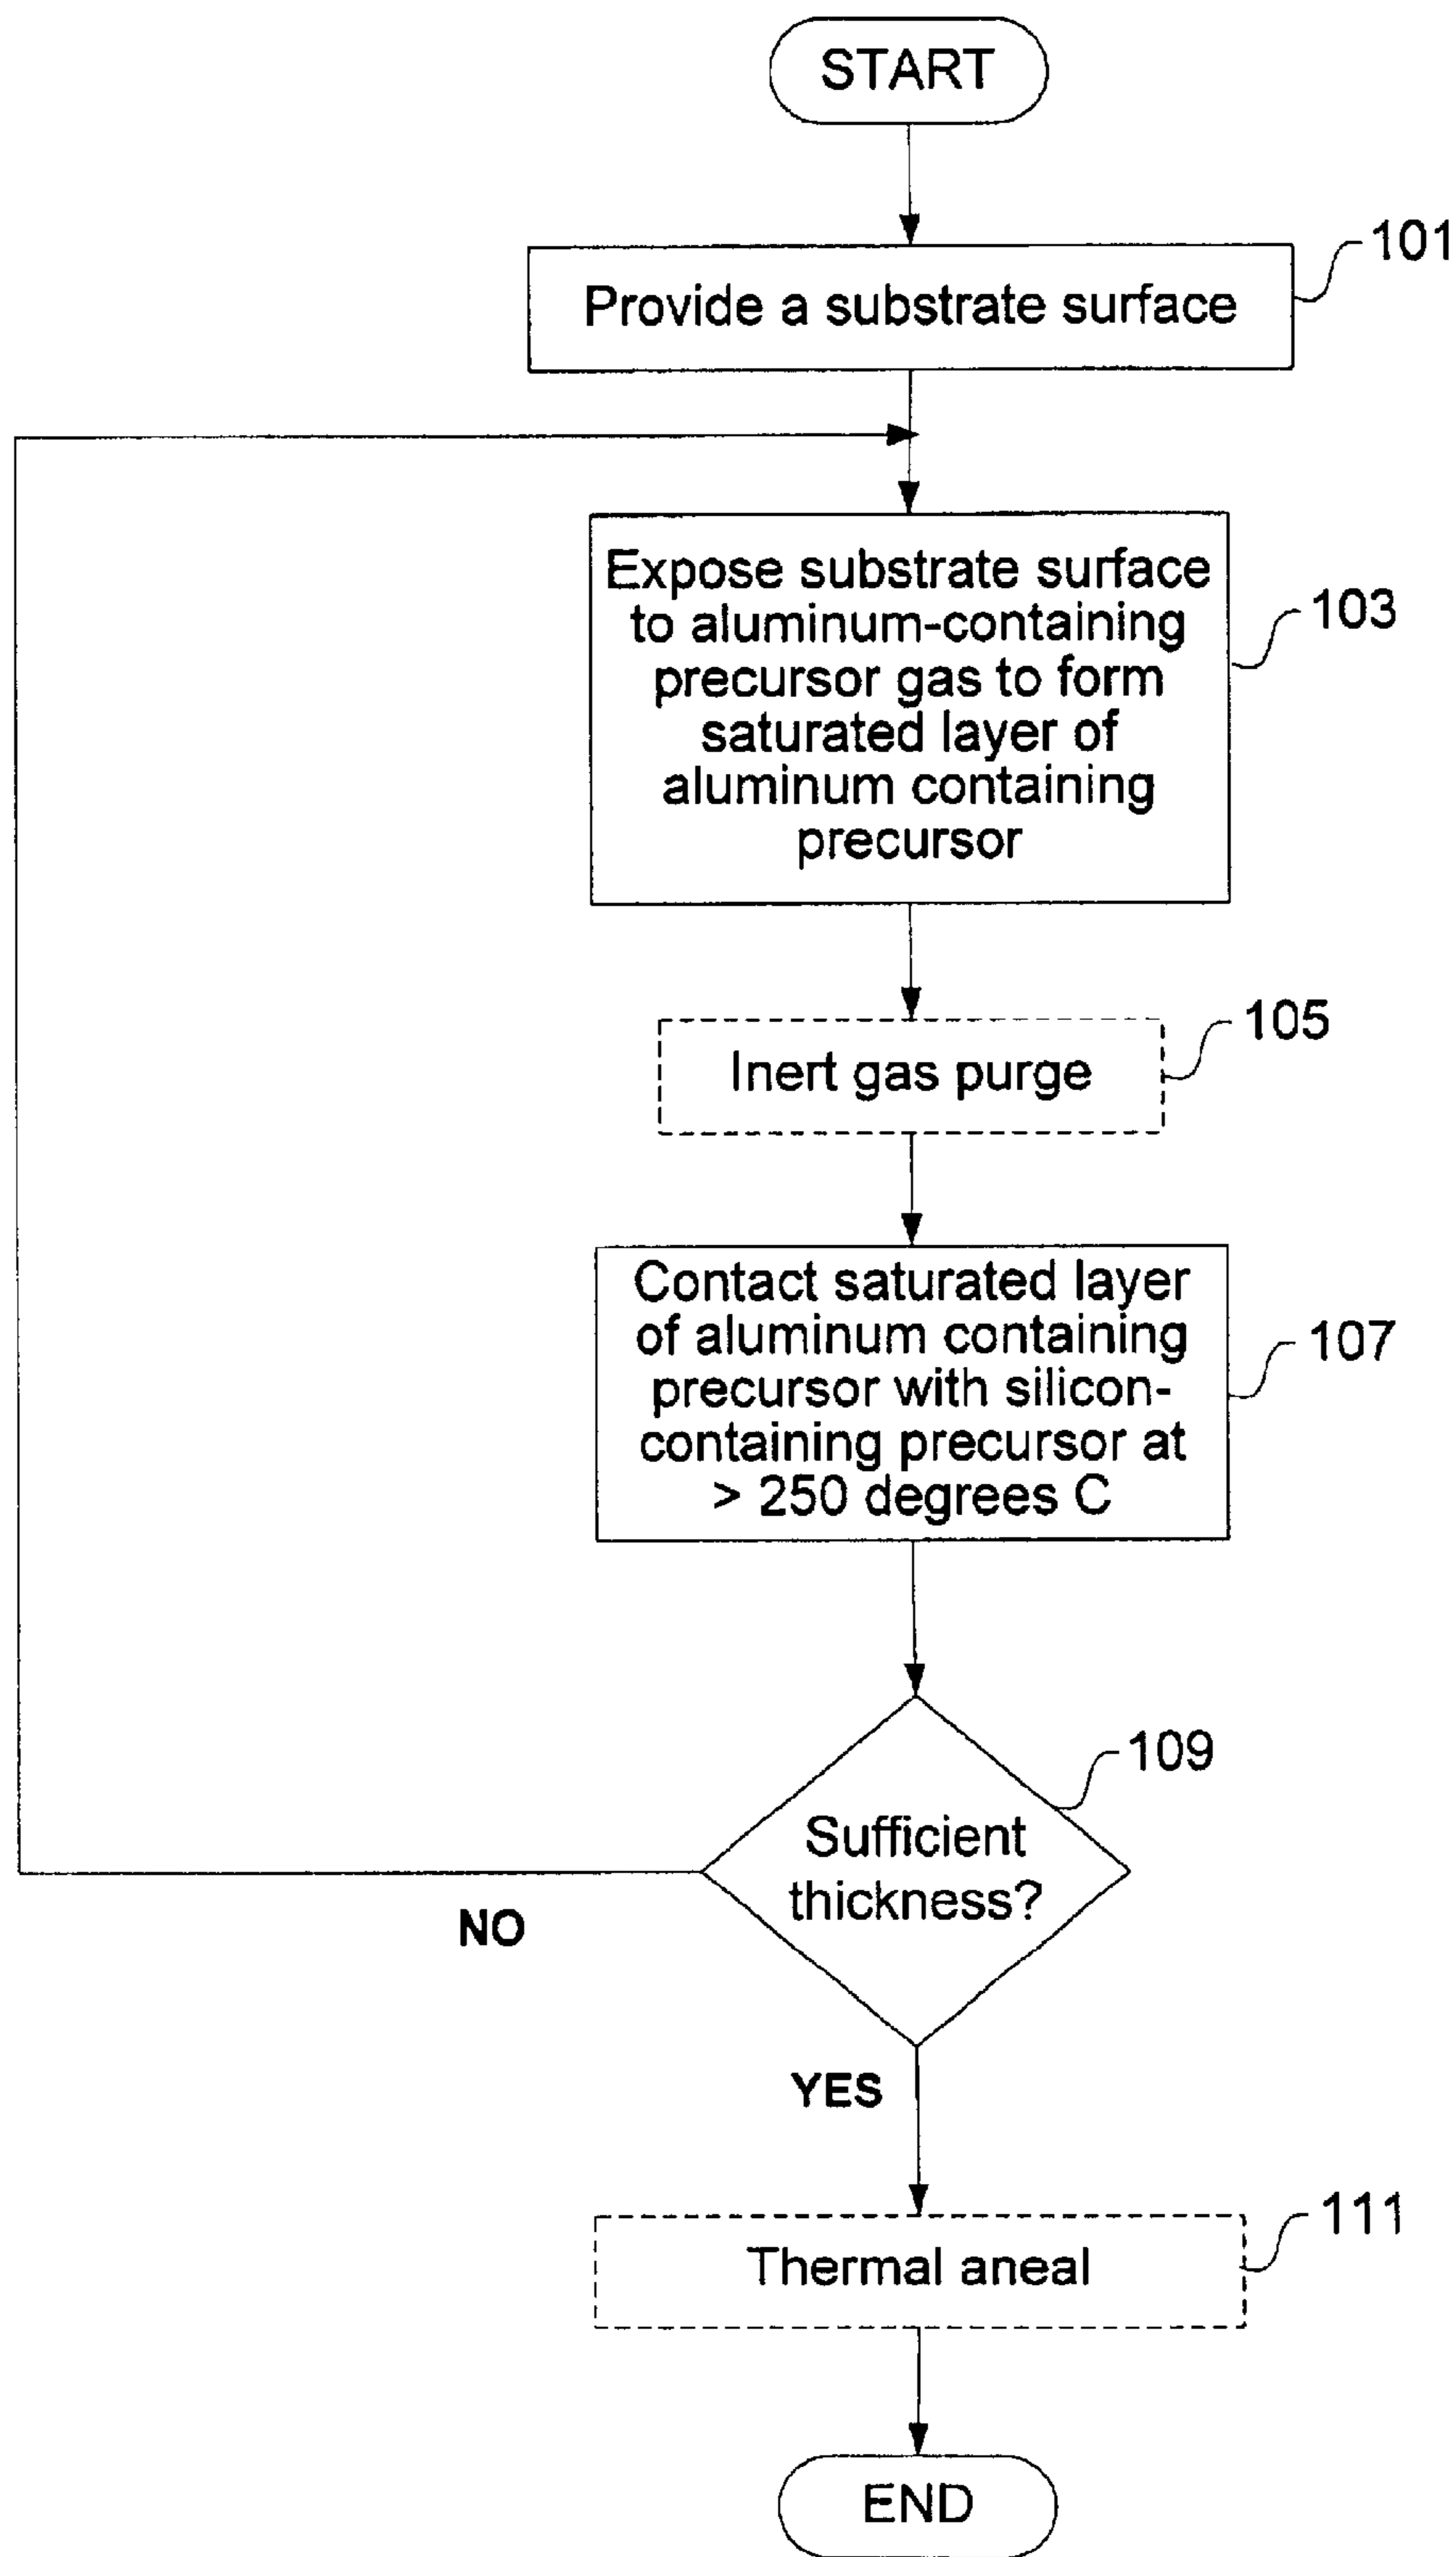 START
101
Provide a substrate surface
Expose substrate surface
to aluminum-containing
precursor gas to form
saturated layer of
aluminum containing
precursor
103
105
Inert gas purge
Contact saturated layer
of aluminum containing
precursor with silicon-
containing precursor at
> 250 degrees C
107
109
Sufficient
thickness?
NO
YES
111
Thermal aneal
END